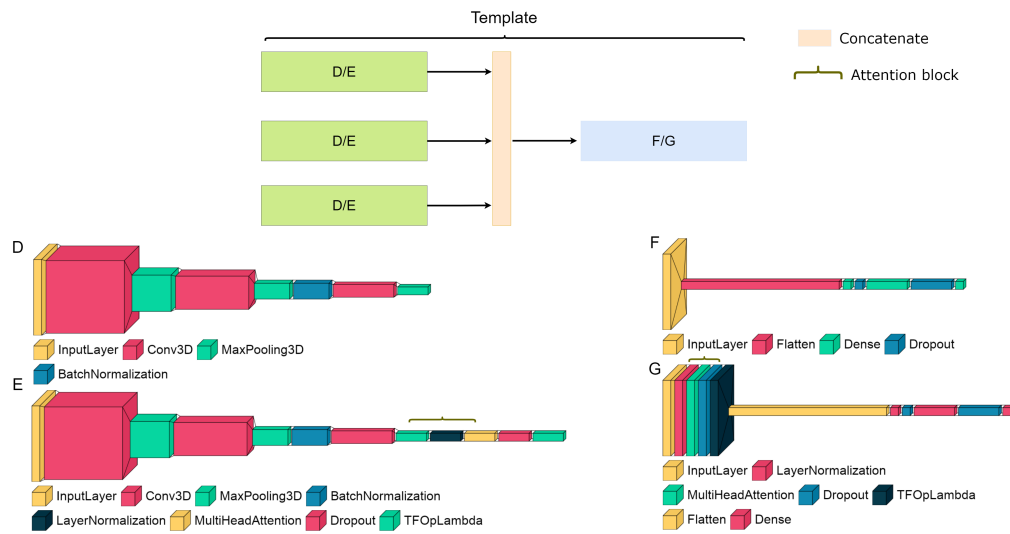 Template
Concatenate
Attention block
D/E
D/E
F/G
D/E
D
InputLayer Conv3D MaxPooling3D
BatchNormalization
E
InputLayer Conv3D MaxPooling3D BatchNormalization
LayerNormalization MultiHeadAttention Dropout TFOpLambda
F
InputLayer Flatten Dense Dropout
G
InputLayer LayerNormalization
MultiHeadAttention Dropout TFOpLambda
Flatten Dense